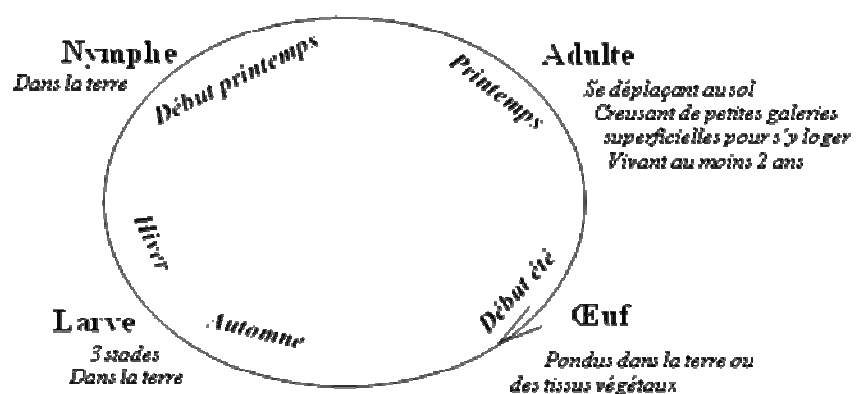 Nymphe
Dans la terre
Début printemps
Printemps
Adulte
Se déplaçant au sol
Creusant de petites galeries
superficielles pour s'y loger
Vivant au moins 2 ans
Hiver
Début été
Larve
3 stades
Dans la terre
Automne
Œuf
Pondus dans la terre ou
des tissus végétaux